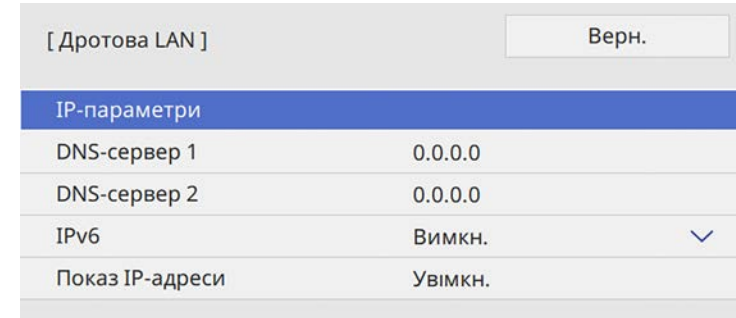 [ Дротова LAN ] Верн.
IP-параметри
DNS-сервер 1 0.0.0.0
DNS-сервер 2 0.0.0.0
IPv6 Вимкн.
Показ IP-адреси Увімкн.